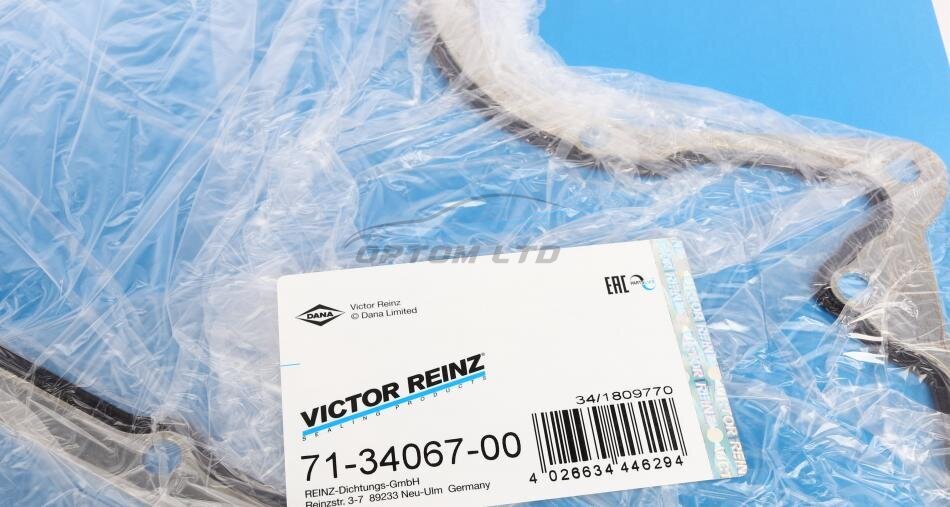 OPTOM LTD
DANA
Victor Reinz
© Dana Limited
EAC
VICTOR REINZ®
SEALING PRODUCTS
34/1809770
71-34067-00
4 026634 446294
REINZ-Dichtungs-GmbH
Reinzstr. 3-7 89233 Neu-Ulm Germany